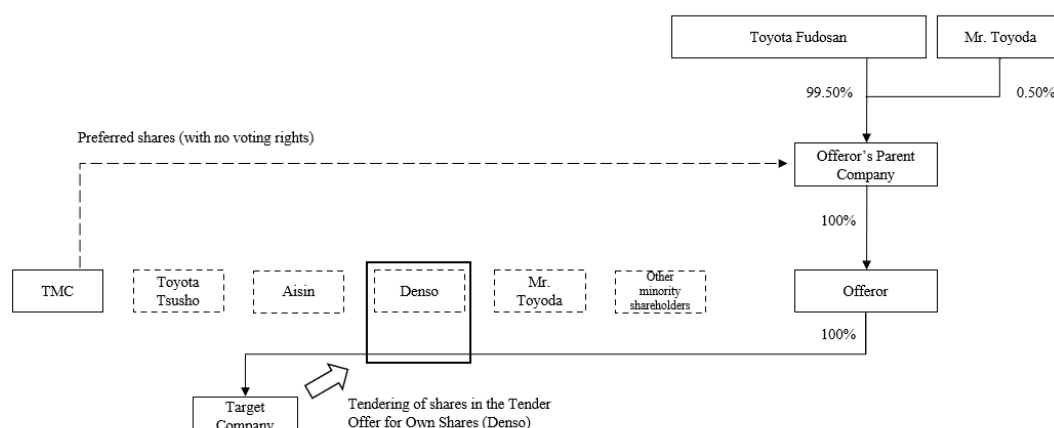 Toyota Fudosan
Mr. Toyoda
99.50%
0.50%
Preferred shares (with no voting rights)
Offeror's Parent
Company
100%
TMC
Toyota
Tsusho
Aisin
Denso
Mr.
Toyoda
Other
minority
shareholders
Offeror
100%
Target
Company
Tendering of shares in the Tender
Offer for Own Shares (Denso)